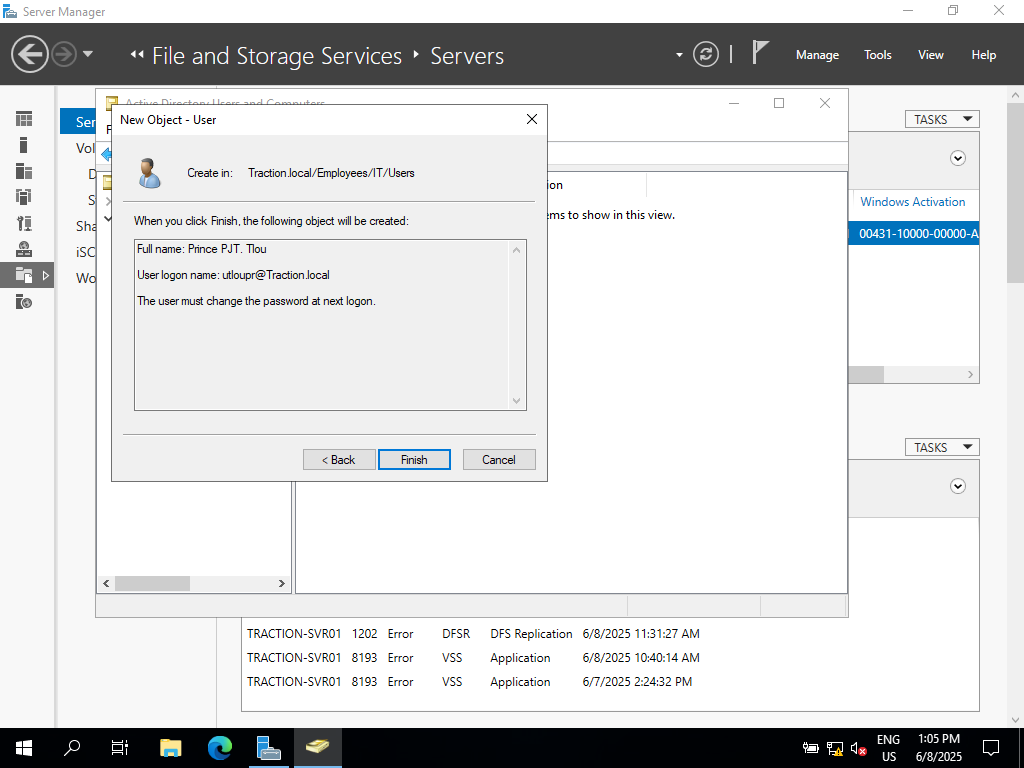 Server Manager
File and Storage Services
Servers
Manage
Tools
View
Help
Active Directory Users and Computers
New Object - User
Create in: Traction.local/Employees/IT/Users
When you click Finish, the following object will be created:
Full name: Prince PJT. Tlou
User logon name: utloupr@Traction.local
The user must change the password at next logon.
< Back
Finish
Cancel
ems to show in this view.
TASKS
Windows Activation
00431-10000-00000-A
TASKS
TRACTION-SVR01 1202 Error DFSR DFS Replication 6/8/2025 11:31:27 AM
TRACTION-SVR01 8193 Error VSS Application 6/8/2025 10:40:14 AM
TRACTION-SVR01 8193 Error VSS Application 6/7/2025 2:24:32 PM
ENG
US
1:05 PM
6/8/2025